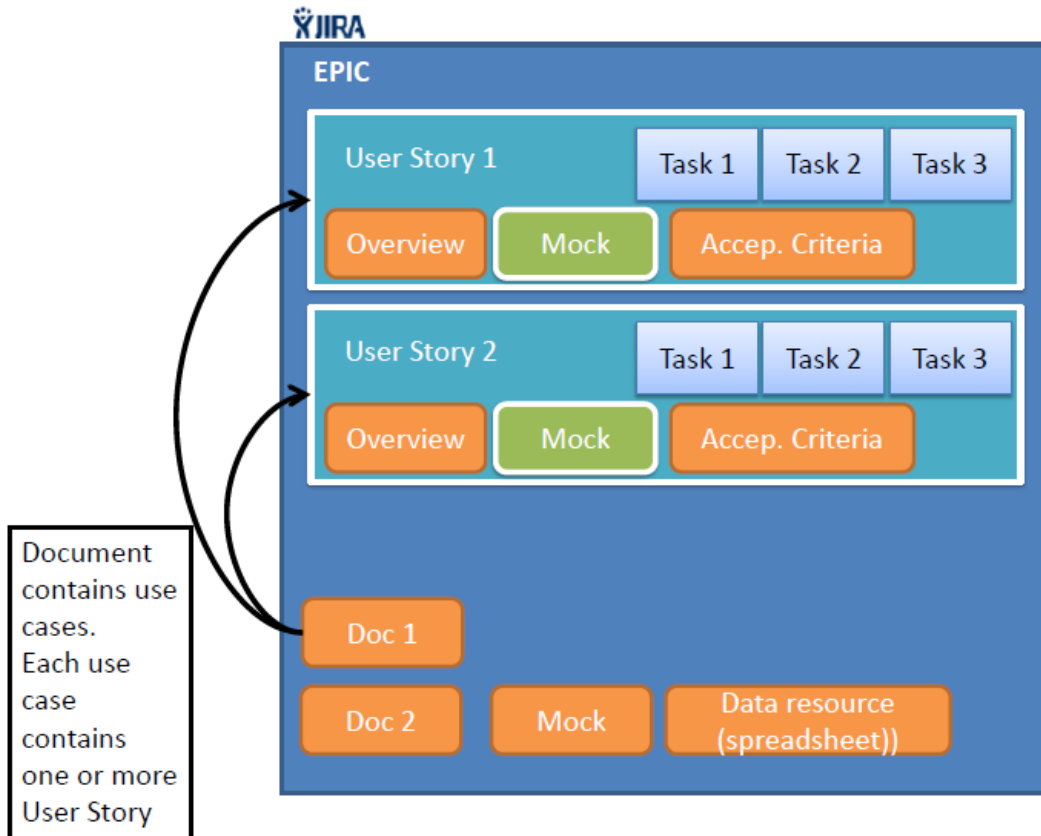 JIRA
EPIC
User Story 1
Task 1
Task 2
Task 3
Overview
Mock
Accep. Criteria
User Story 2
Task 1
Task 2
Task 3
Overview
Mock
Accep. Criteria
Document
contains use
cases.
Each use
case
contains
one or more
User Story
Doc 1
Doc 2
Mock
Data resource
(spreadsheet))